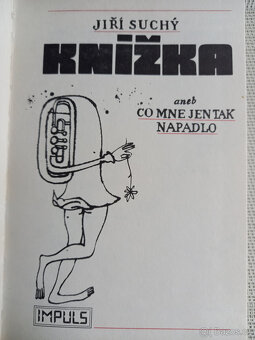 JIŘÍ SUCHÝ
KNÍŽKA
aneb
CO MNE JEN TAK
NAPADLO
IMPULS